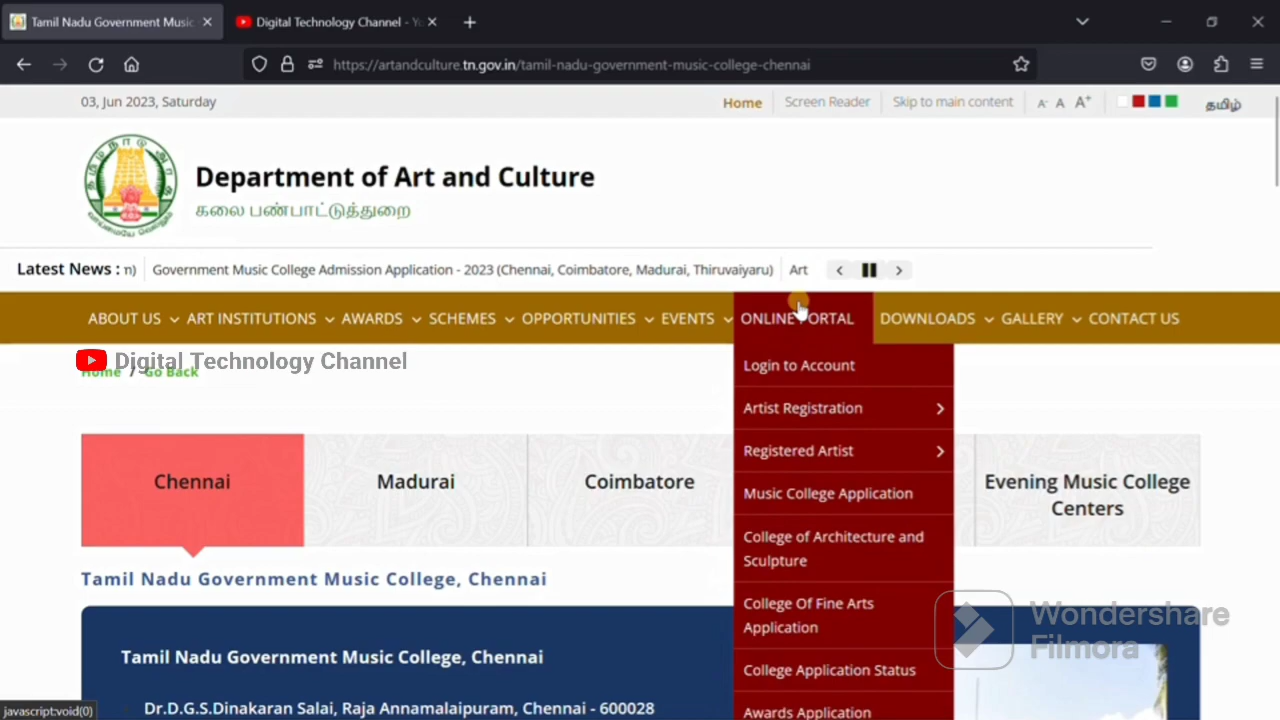 Tamil Nadu Government Music
Digital Technology Channel - Yo
https://artandculture.tn.gov.in/tamil-nadu-government-music-college-chennai
03, Jun 2023, Saturday
Home
Screen Reader
Skip to main content
A- A A+
தமிழ்
Department of Art and Culture
கலை பண்பாட்டுத்துறை
Latest News : n) Government Music College Admission Application - 2023 (Chennai, Coimbatore, Madurai, Thiruvaiyaru) Art
ABOUT US ART INSTITUTIONS AWARDS SCHEMES OPPORTUNITIES EVENTS ONLINE PORTAL DOWNLOADS GALLERY CONTACT US
Digital Technology Channel
Home / Go Back
Login to Account
Artist Registration
Registered Artist
Music College Application
College of Architecture and
Sculpture
College Of Fine Arts
Application
College Application Status
Awards Application
Chennai
Madurai
Coimbatore
Evening Music College
Centers
Tamil Nadu Government Music College, Chennai
Tamil Nadu Government Music College, Chennai
Dr.D.G.S.Dinakaran Salai, Raja Annamalaipuram, Chennai - 600028
Wondershare
Filmora
javascript:void(0)